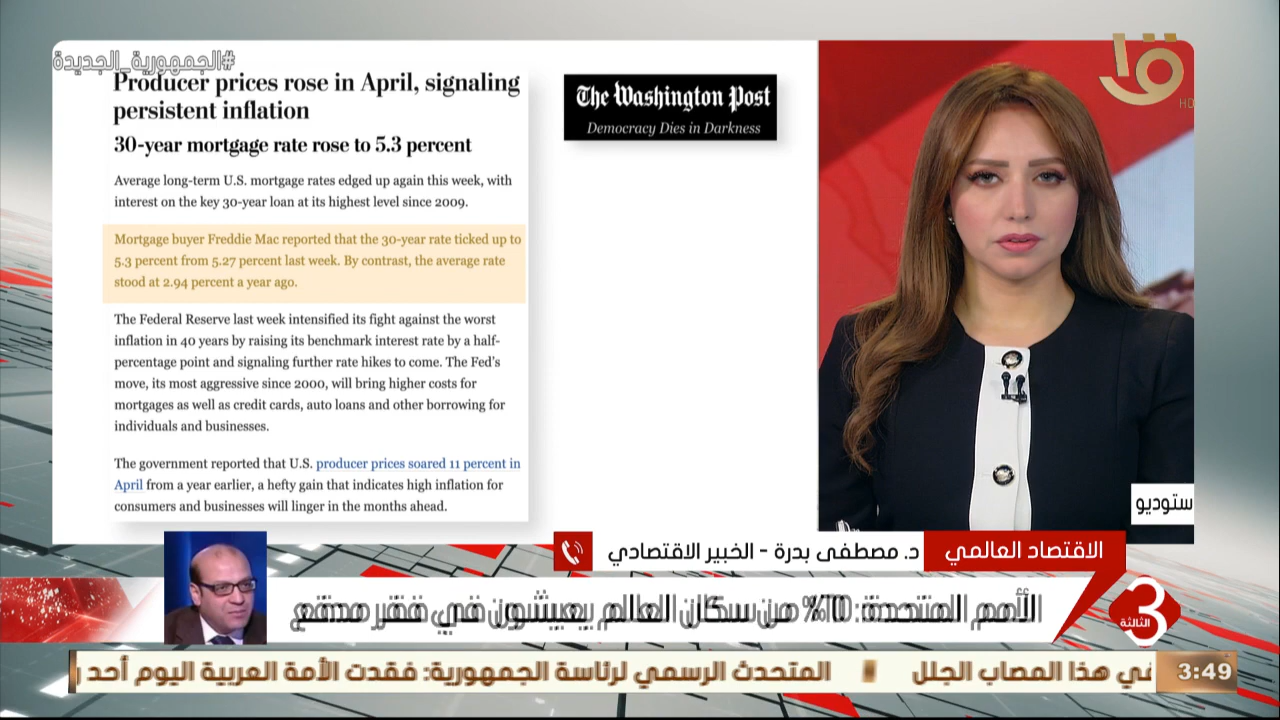 #الجمهورية_الجديدة
Producer prices rose in April, signaling
persistent inflation
30-year mortgage rate rose to 5.3 percent
Average long-term U.S. mortgage rates edged up again this week, with
interest on the key 30-year loan at its highest level since 2009.
Mortgage buyer Freddie Mac reported that the 30-year rate ticked up to
5.3 percent from 5.27 percent last week. By contrast, the average rate
stood at 2.94 percent a year ago.
The Federal Reserve last week intensified its fight against the worst
inflation in 40 years by raising its benchmark interest rate by a half-
percentage point and signaling further rate hikes to come. The Fed's
move, its most aggressive since 2000, will bring higher costs for
mortgages as well as credit cards, auto loans and other borrowing for
individuals and businesses.
The government reported that U.S. producer prices soared 11 percent in
April from a year earlier, a hefty gain that indicates high inflation for
consumers and businesses will linger in the months ahead.
The Washington Post
Democracy Dies in Darkness
HD
ستوديو
الاقتصاد العالمي
د. مصطفى بدرة - الخبير الاقتصادي
الأمم المتحدة: 10% من سكان العالم يعيشون في فقر مدقع
3
الثالثة
في هذا المصاب الجلل
المتحدث الرسمي لرئاسة الجمهورية: فقدت الأمة العربية اليوم أحد
3:49